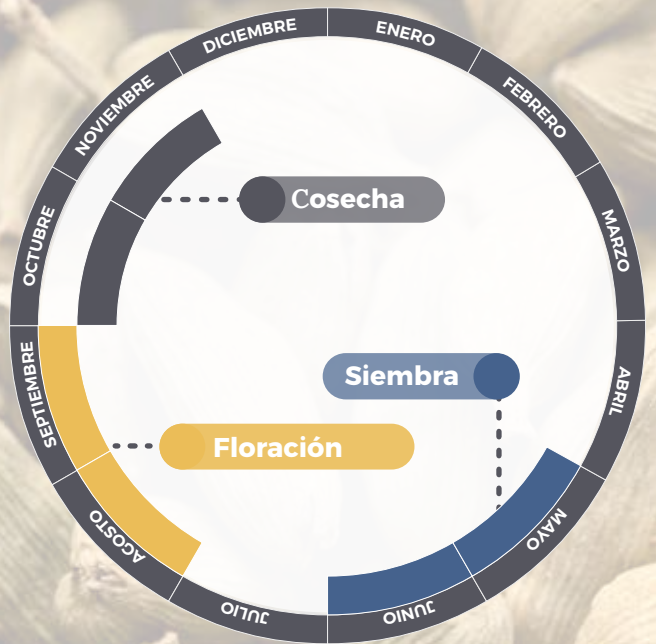 ENERO
FEBRERO
MARZO
ABRIL
MAYO
JUNIO
JULIO
AGOSTO
SEPTIEMBRE
OCTUBRE
NOVIEMBRE
DICIEMBRE
Cosecha
Siembra
Floración